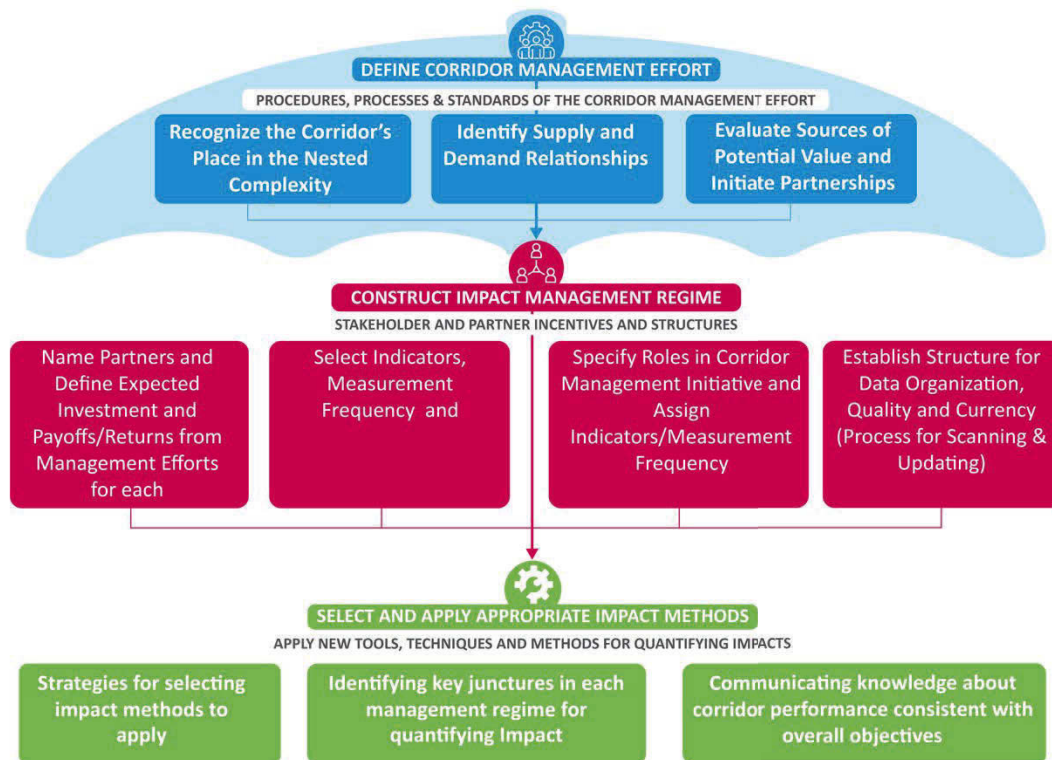 DEFINE CORRIDOR MANAGEMENT EFFORT
PROCEDURES, PROCESSES & STANDARDS OF THE CORRIDOR MANAGEMENT EFFORT
Recognize the Corridor's
Place in the Nested
Complexity
Identify Supply and
Demand Relationships
Evaluate Sources of
Potential Value and
Initiate Partnerships
CONSTRUCT IMPACT MANAGEMENT REGIME
STAKEHOLDER AND PARTNER INCENTIVES AND STRUCTURES
Name Partners and
Define Expected
Investment and
Payoffs/Returns from
Management Efforts
for each
Select Indicators,
Measurement
Frequency and
Specify Roles in Corridor
Management Initiative and
Assign
Indicators/Measurement
Frequency
Establish Structure for
Data Organization,
Quality and Currency
(Process for Scanning &
Updating)
SELECT AND APPLY APPROPRIATE IMPACT METHODS
APPLY NEW TOOLS, TECHNIQUES AND METHODS FOR QUANTIFYING IMPACTS
Strategies for selecting
impact methods to
apply
Identifying key junctures in each
management regime for
quantifying Impact
Communicating knowledge about
corridor performance consistent with
overall objectives